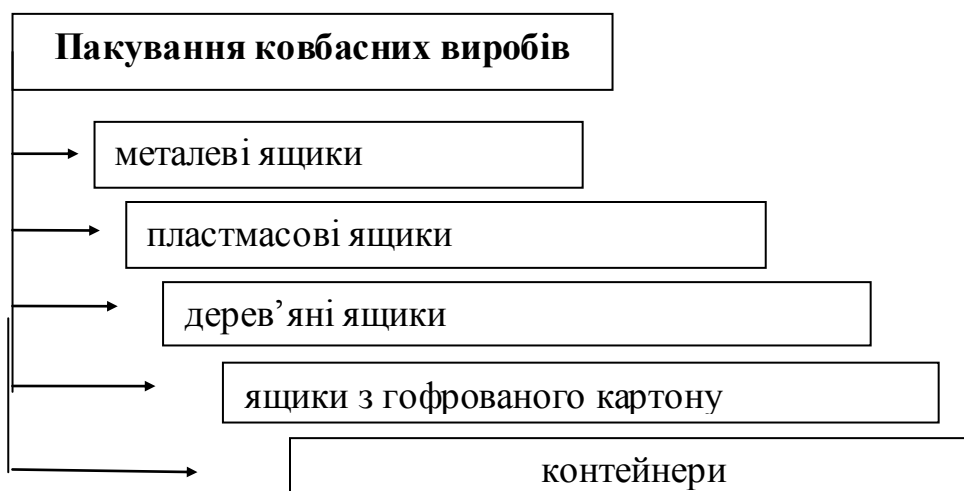 Пакування ковбасних виробів
металеві ящики
пластмасові ящики
дерев’яні ящики
ящики з гофрованого картону
контейнери